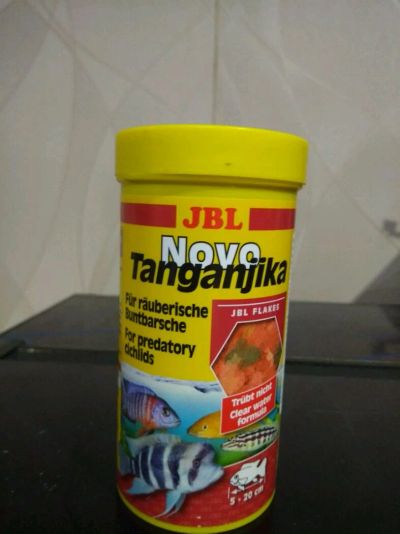 JBL
Novo
Tanganjika
Für räuberische
Buntbarsche
For predatory
cichlids
JBL FLAKES
Trübt nicht
Clear water
formula
5 - 20 cm